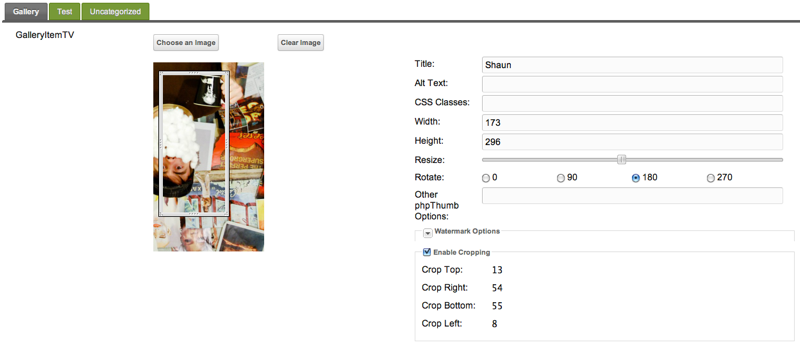 Gallery Test Uncategorized
GalleryItemTV
Choose an Image Clear Image
Title: Shaun
Alt Text:
CSS Classes:
Width: 173
Height: 296
Resize:
Rotate: 0 90 180 270
Other
phpThumb
Options:
Watermark Options
Enable Cropping
Crop Top: 13
Crop Right: 54
Crop Bottom: 55
Crop Left: 8